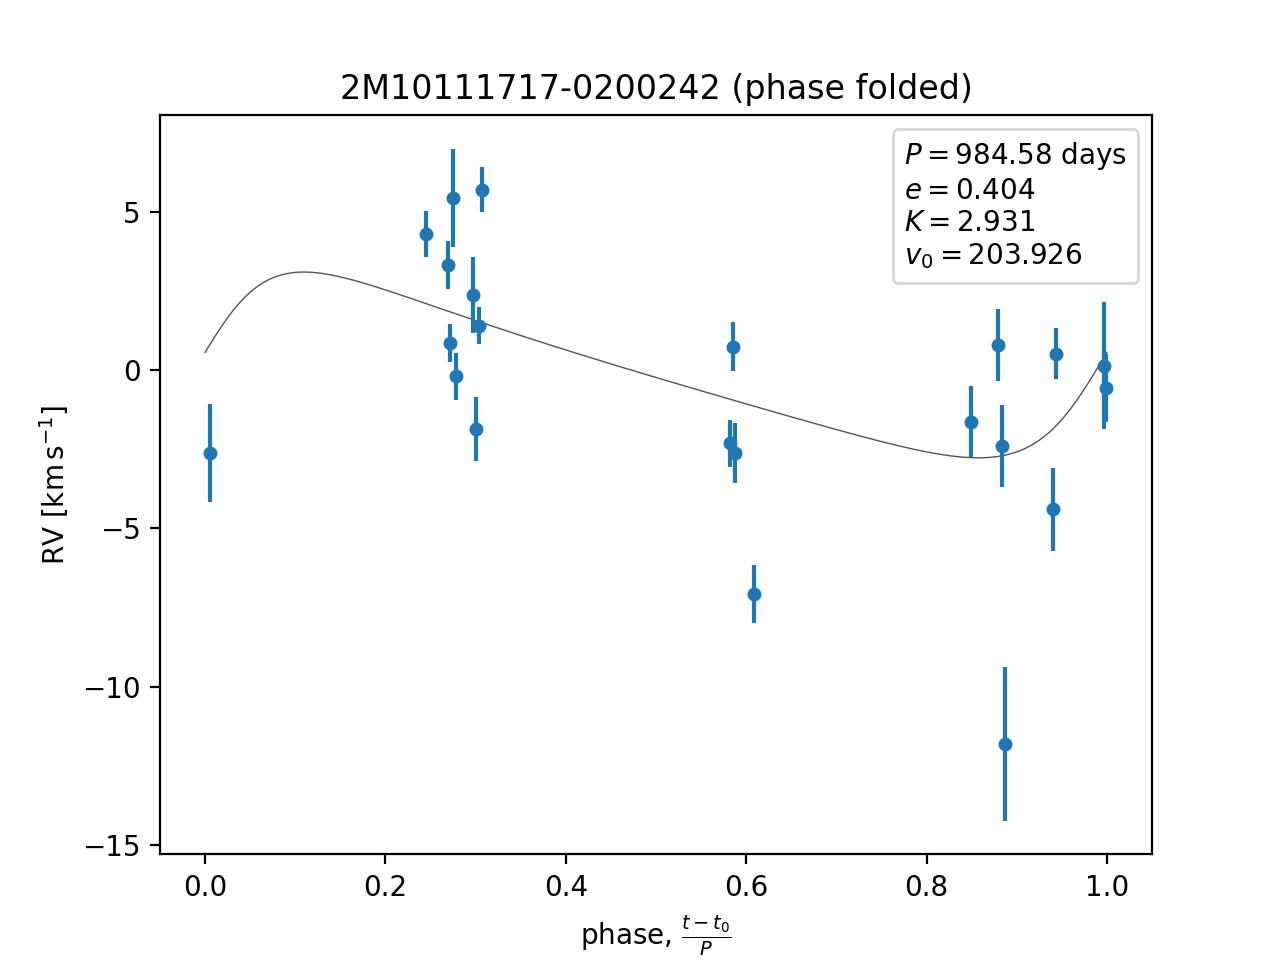 2M10111717-0200242 (phase folded)
P = 984.58 days
e = 0.404
K = 2.931
v₀ = 203.926
5
0
−5
−10
−15
RV [km s⁻¹]
0.0 0.2 0.4 0.6 0.8 1.0
phase, (t − t₀)/P